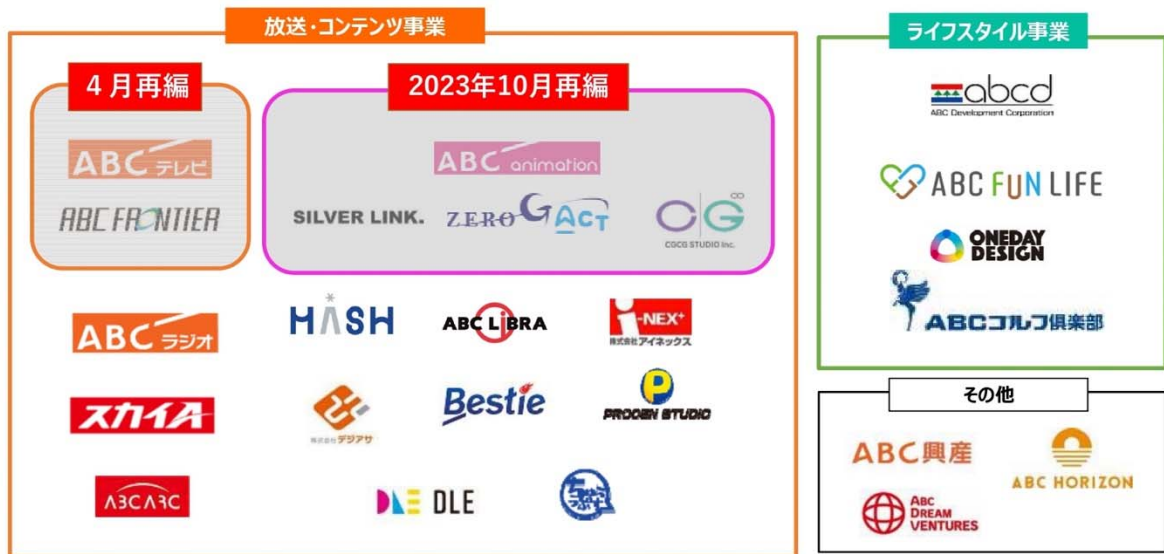 放送・コンテンツ事業
4月再編
ABCテレビ
ABC FRONTIER
2023年10月再編
ABC animation
SILVER LINK.
ZERO G ACT
CG
CGCG STUDIO Inc.
ABCラジオ
HASH
ABC LiBRA
i-NEX+
株式会社アイネックス
スカイA
株式会社デジアサ
Bestie
P
PROCEN STUDIO
ABCARC
DLE DLE
ライフスタイル事業
abcd
ABC Development Corporation
ABC FUN LIFE
ONEDAY
DESIGN
ABCゴルフ倶楽部
その他
ABC興産
ABC HORIZON
ABC
DREAM
VENTURES